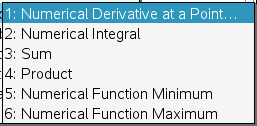 1: Numerical Derivative at a Point...
2: Numerical Integral
3: Sum
4: Product
5: Numerical Function Minimum
6: Numerical Function Maximum